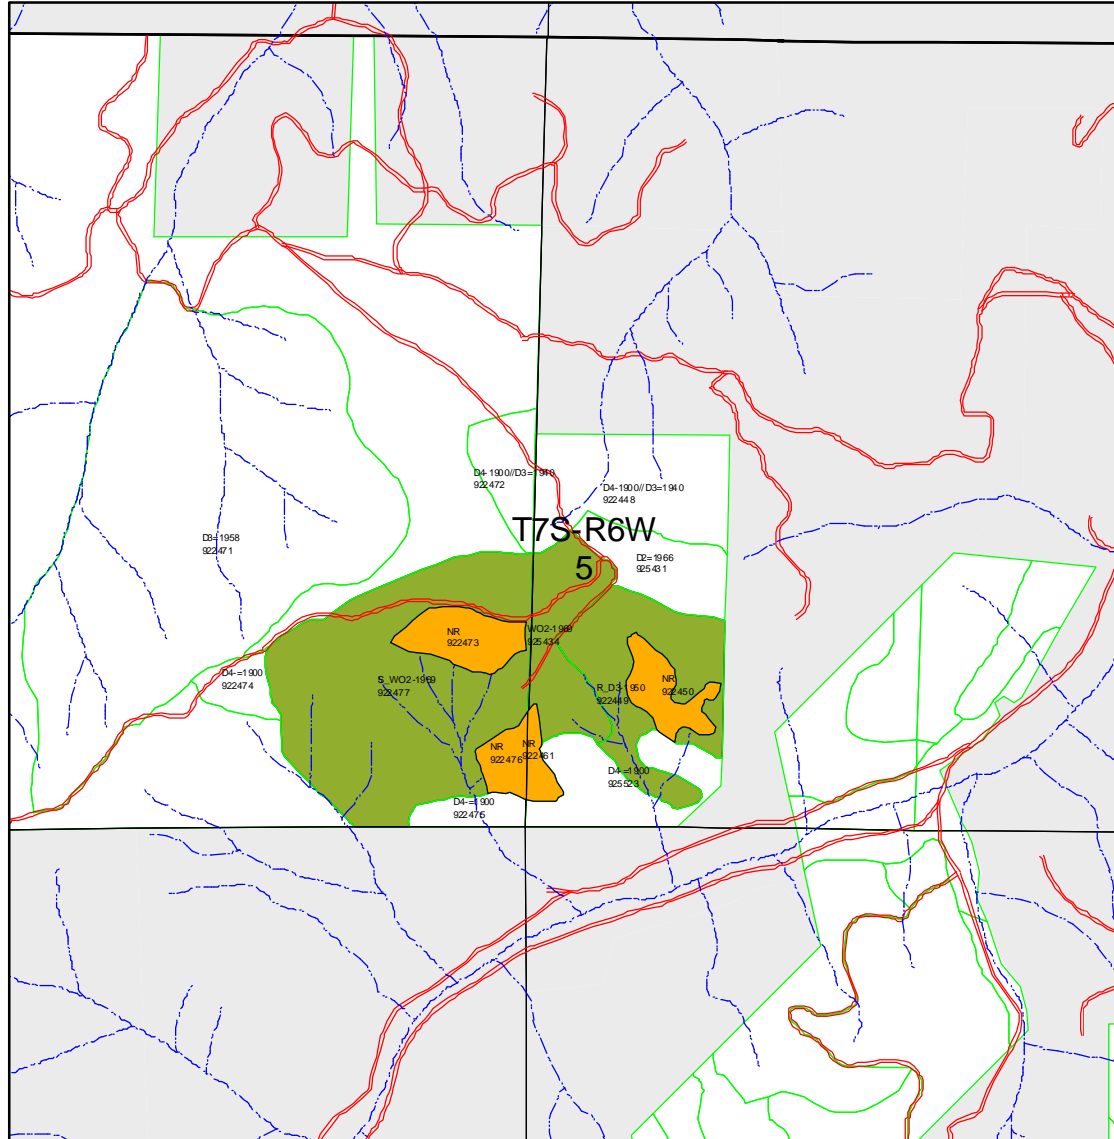 D4-1900//D3=1940
922472
D4-1900//D3=1940
922448
T7S-R6W
5
D3=1958
922471
D2=1966
925431
NR
922473
WO2-1969
925434
D4-=1900
922474
S_WO2-1969
922477
R_D3-1950
922449
NR
922450
NR
922476
NR
922461
D4-=1900
925523
D4-=1900
922475